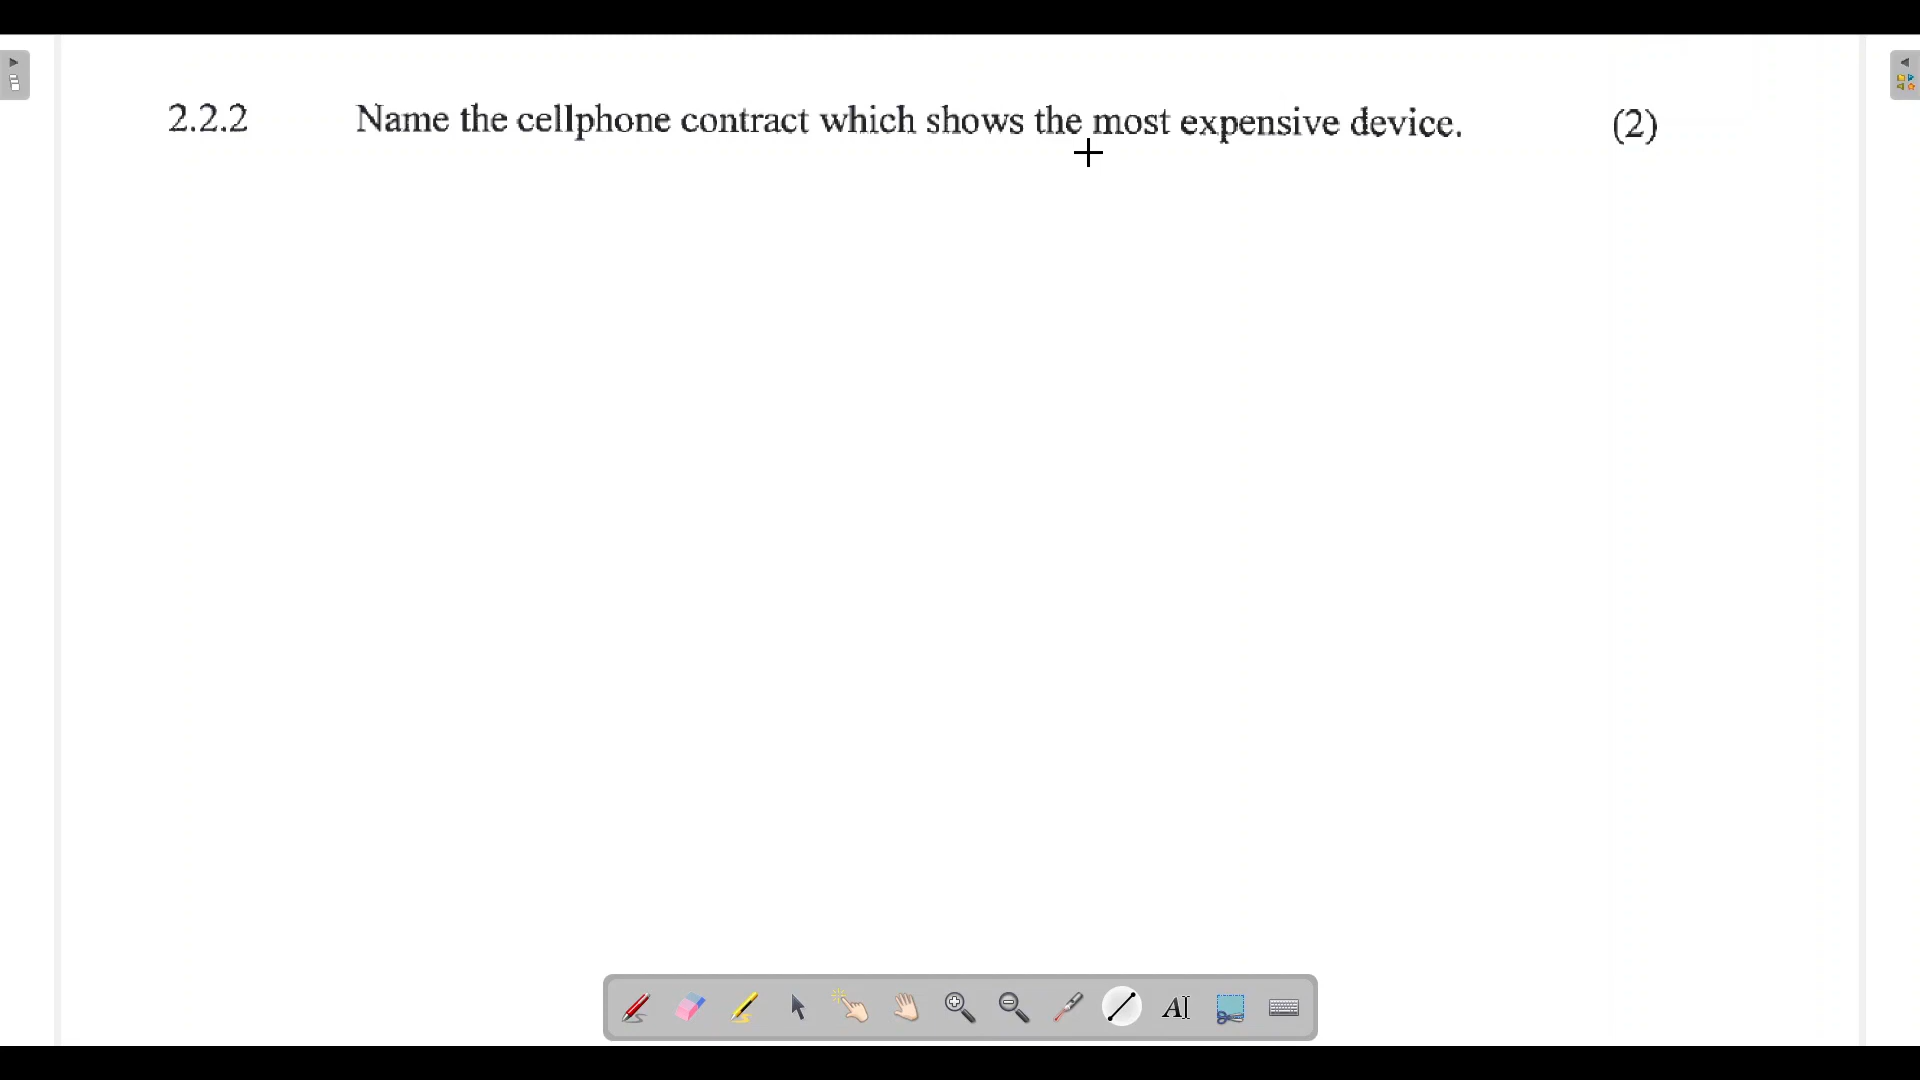 2.2.2 Name the cellphone contract which shows the most expensive device. (2)